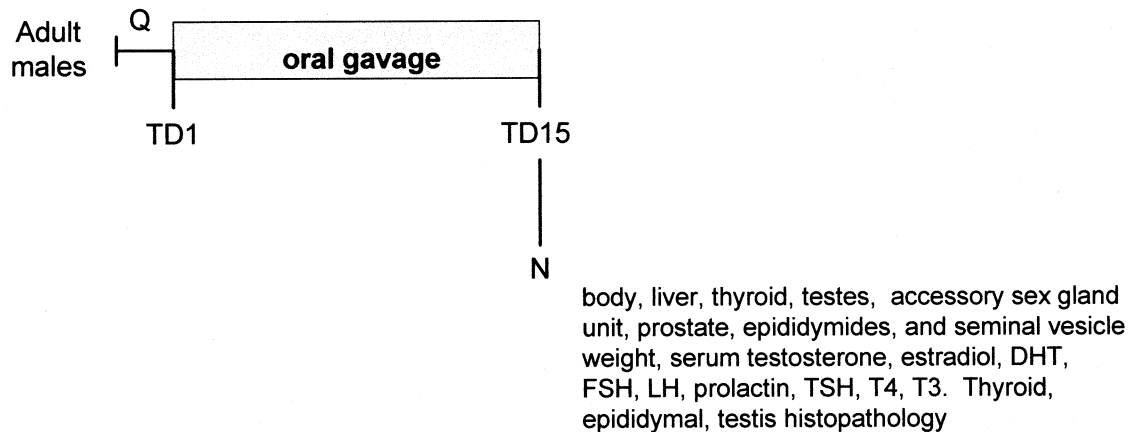 Q
Adult
males
oral gavage
TD1
TD15
N
body, liver, thyroid, testes, accessory sex gland
unit, prostate, epididymides, and seminal vesicle
weight, serum testosterone, estradiol, DHT,
FSH, LH, prolactin, TSH, T4, T3. Thyroid,
epididymal, testis histopathology